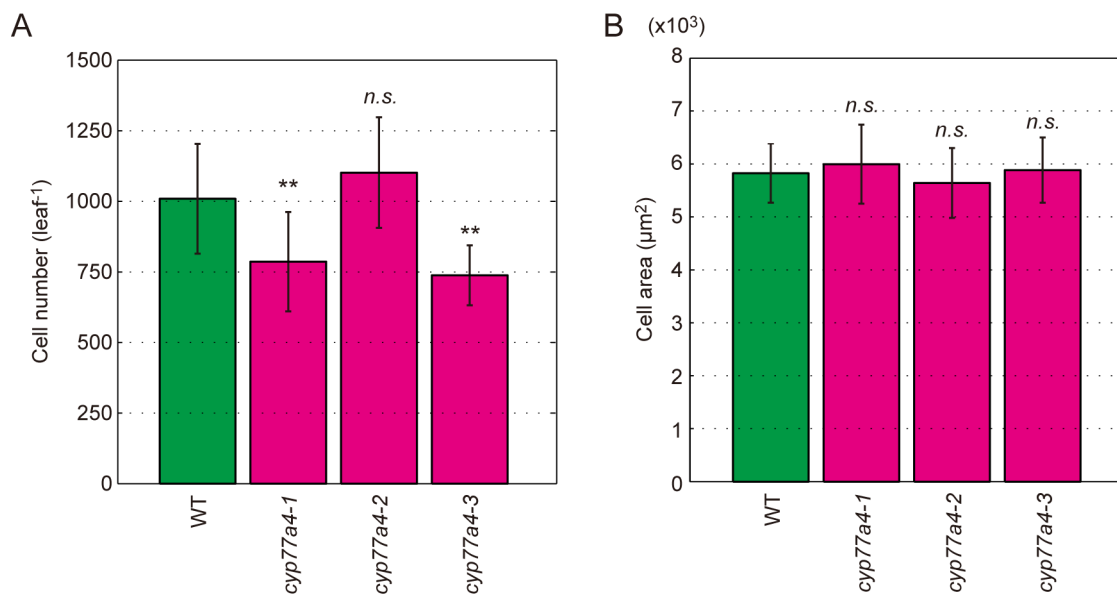 A
1500
1250
1000
750
500
250
0
Cell number (leaf⁻¹)
**
n.s.
**
WT
cyp77a4-1
cyp77a4-2
cyp77a4-3
B
(x10³)
8
7
6
5
4
3
2
1
0
Cell area (µm²)
n.s.
n.s.
n.s.
WT
cyp77a4-1
cyp77a4-2
cyp77a4-3